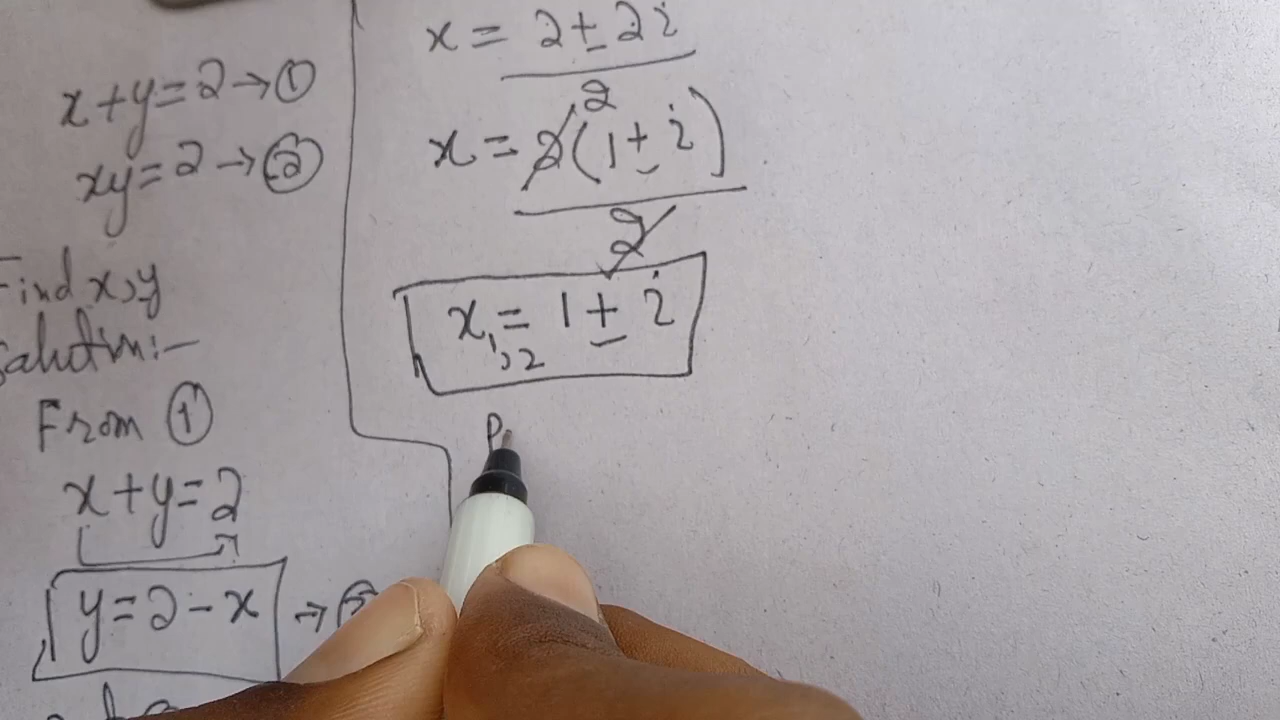 x+y=2→①
xy=2→②
Find x,y
Solution:-
From ①
x+y=2
y=2-x →
x = 2±2i
2
x = 2(1±i)
2
x₁,₂ = 1±i
P